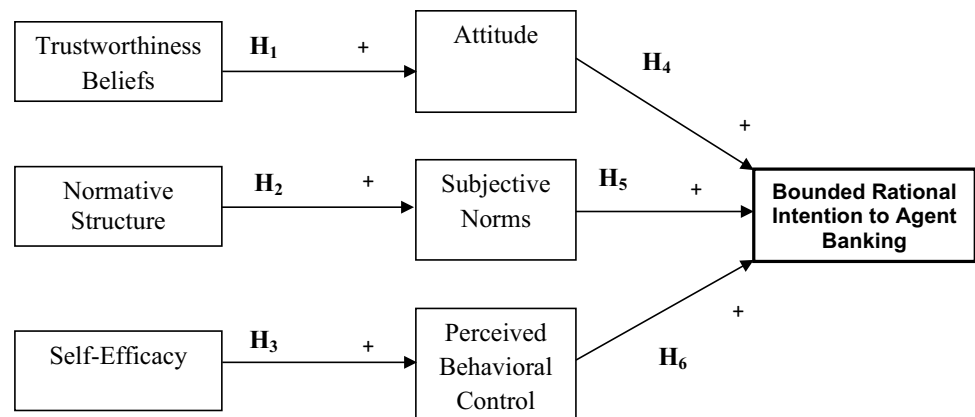 Trustworthiness
Beliefs
H1
+
Attitude
H4
+
Normative
Structure
H2
+
Subjective
Norms
H5
+
Bounded Rational
Intention to Agent
Banking
Self-Efficacy
H3
+
Perceived
Behavioral
Control
H6
+